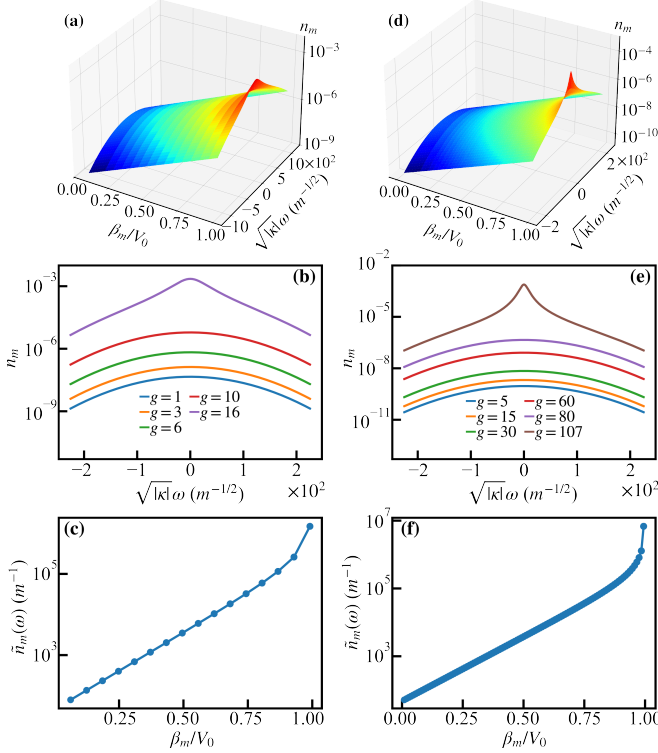 (a)
n_m
10^−3
10^−6
10^−9
0.00
0.25
0.50
0.75
1.00
β_m/V_0
−10
−5
0
5
10×10^2
√|κ| ω (m^−1/2)
(d)
n_m
10^−4
10^−6
10^−8
10^−10
0.00
0.25
0.50
0.75
1.00
β_m/V_0
−2
0
2×10^2
√|κ| ω (m^−1/2)
(b)
n_m
10^−3
10^−6
10^−9
g = 1
g = 3
g = 6
g = 10
g = 16
−2 −1 0 1 2
√|κ| ω (m^−1/2)
×10^2
(e)
n_m
10^−2
10^−5
10^−8
10^−11
g = 5
g = 15
g = 30
g = 60
g = 80
g = 107
−2 −1 0 1 2
√|κ| ω (m^−1/2)
×10^2
(c)
ñ_m(ω) (m^−1)
10^5
10^3
0.25 0.50 0.75 1.00
β_m/V_0
(f)
ñ_m(ω) (m^−1)
10^7
10^5
10^3
0.00 0.25 0.50 0.75 1.00
β_m/V_0